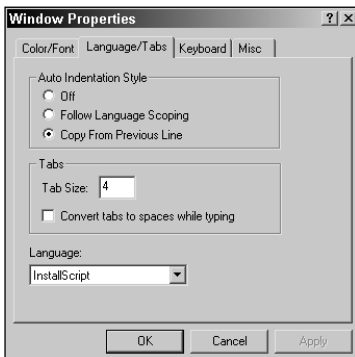 Window Properties
Color/Font Language/Tabs Keyboard Misc
Auto Indentation Style
Off
Follow Language Scoping
Copy From Previous Line
Tabs
Tab Size: 4
Convert tabs to spaces while typing
Language:
InstallScript
OK Cancel Apply